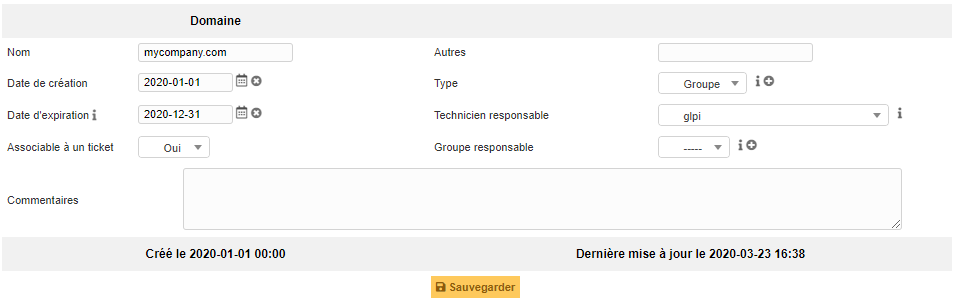 Domaine
Nom mycompany.com Autres
Date de création 2020-01-01 Type Groupe
Date d'expiration 2020-12-31 Technicien responsable glpi
Associable à un ticket Oui Groupe responsable -----
Commentaires
Créé le 2020-01-01 00:00 Dernière mise à jour le 2020-03-23 16:38
Sauvegarder